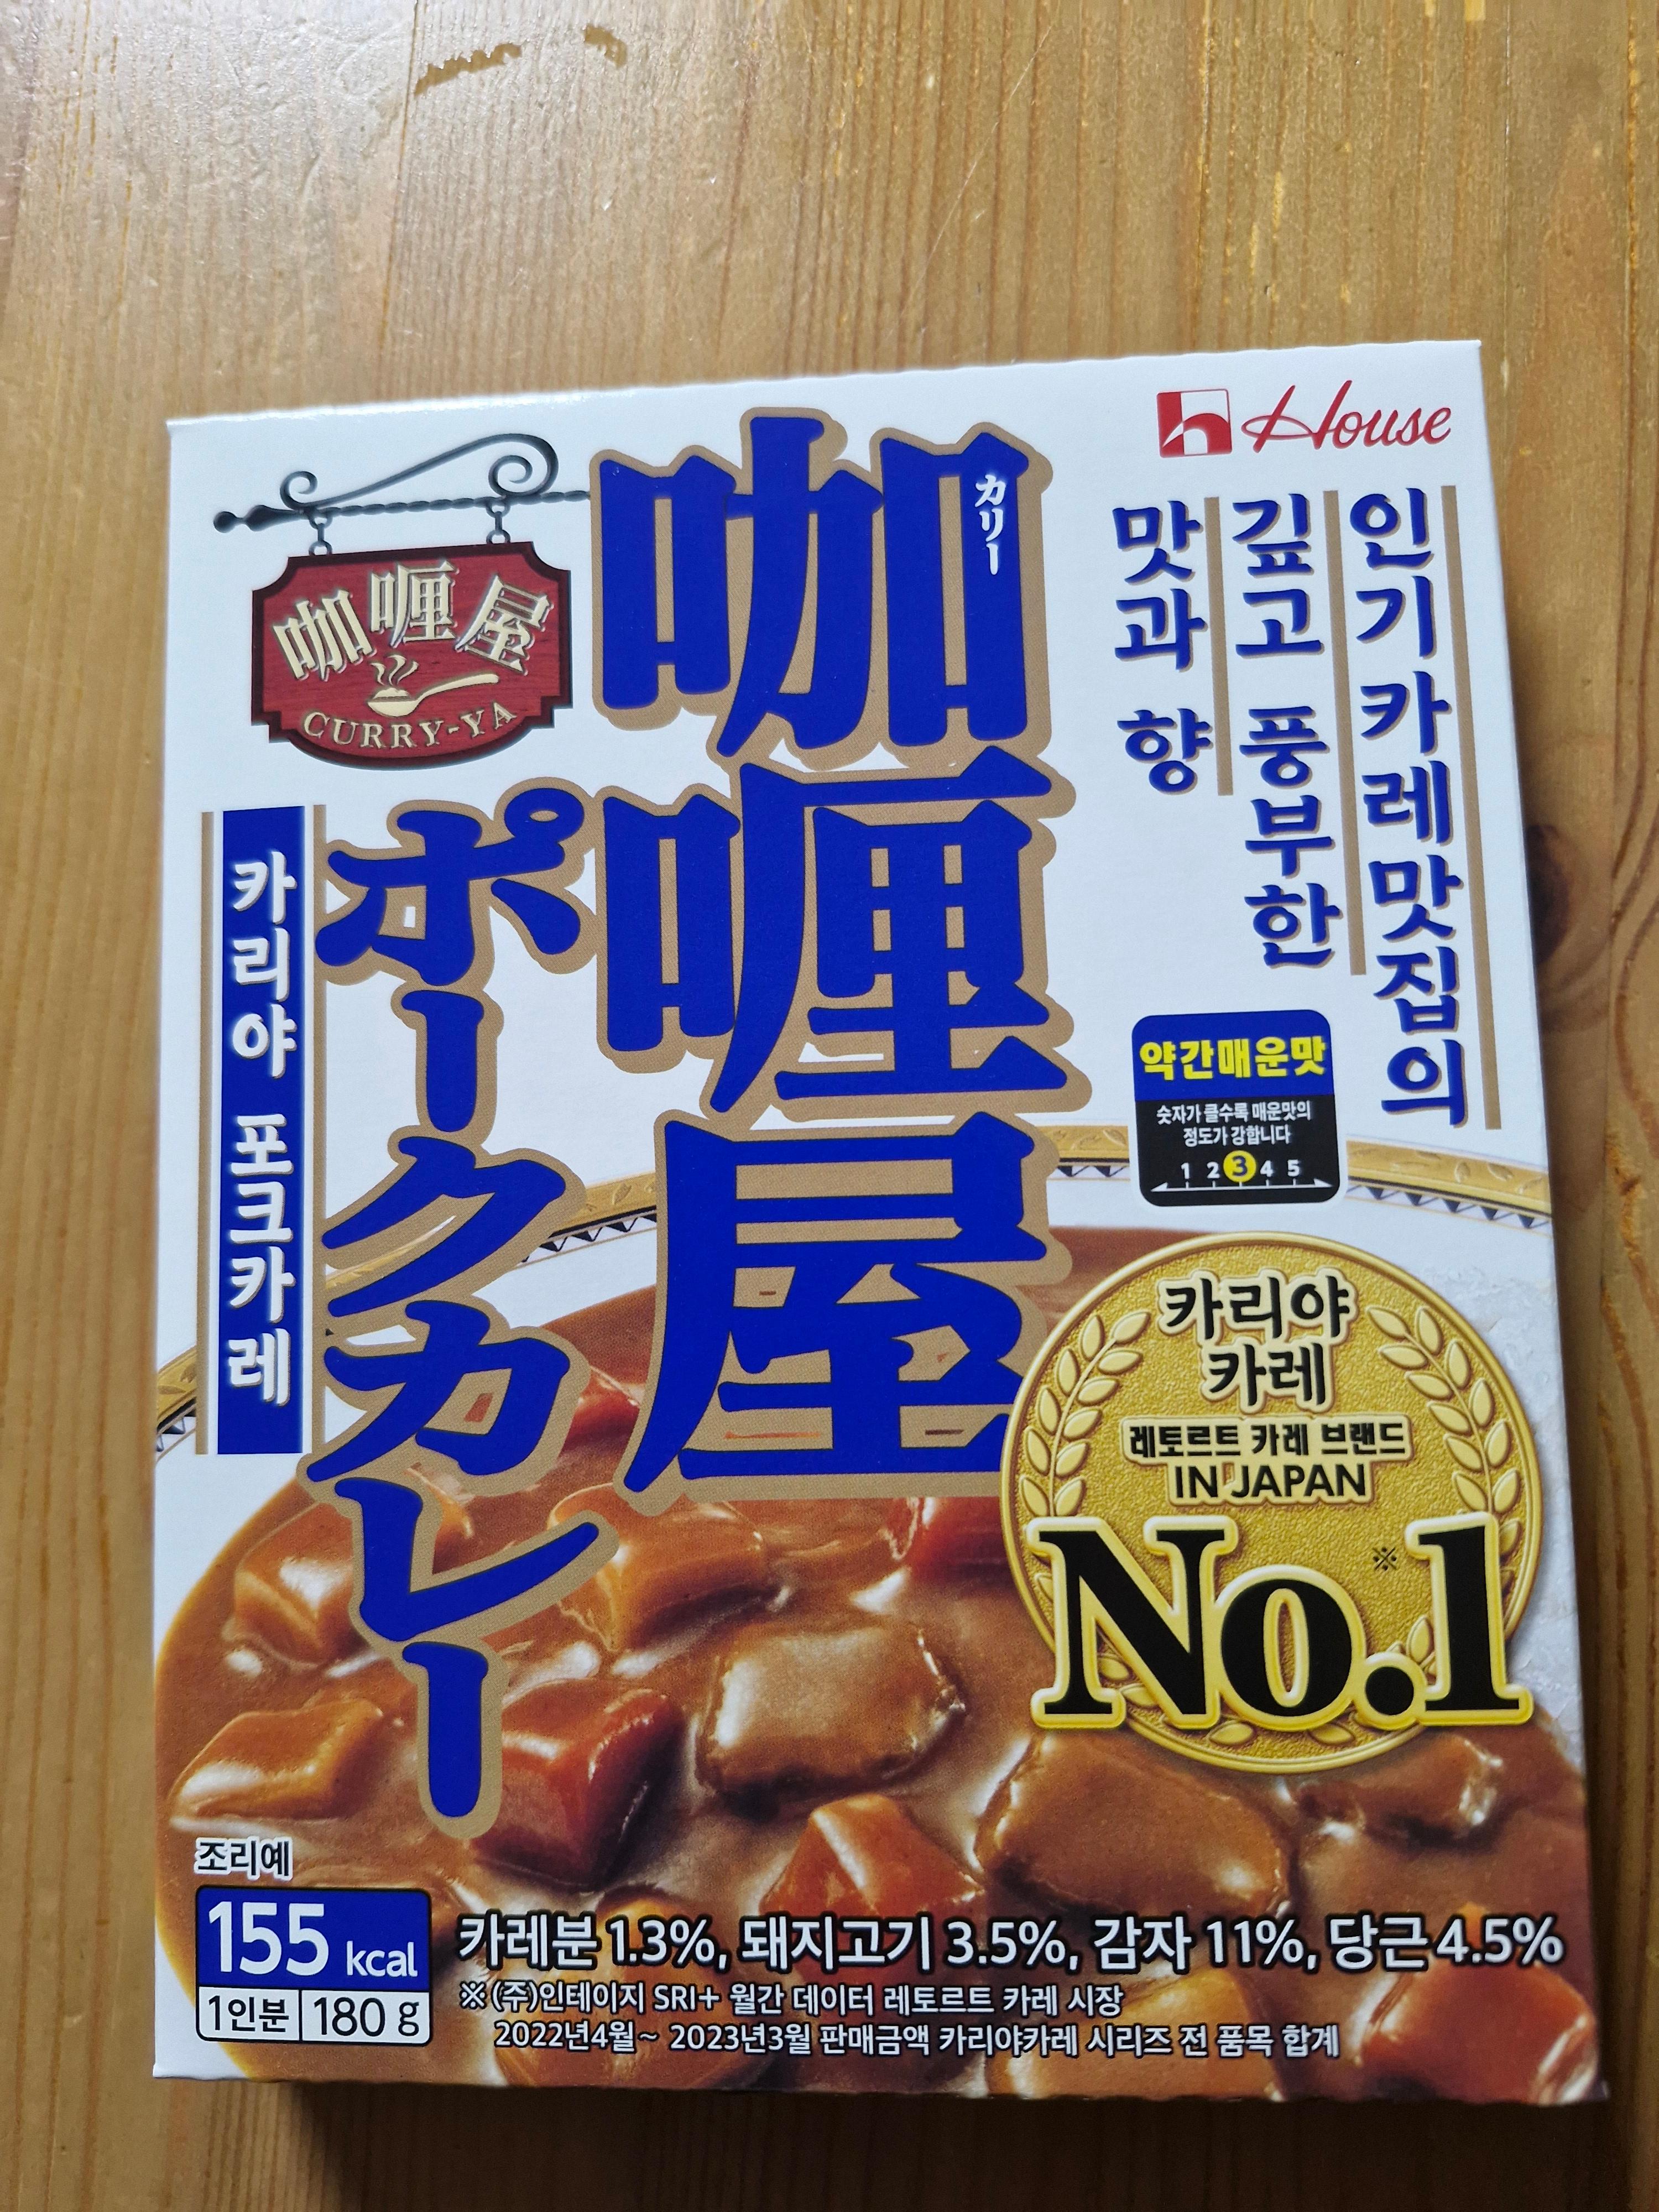 House
인기 카레 맛집의
깊고 풍부한
맛과 향
咖喱屋
カリー
ポークカレー
카리야 포크카레
咖喱屋
CURRY-YA
약간매운맛
숫자가 클수록 매운맛의
정도가 강합니다
1 2 3 4 5
카리야
카레
레토르트 카레 브랜드
IN JAPAN
No.1※
조리예
155 kcal
1인분 180 g
카레분 1.3%, 돼지고기 3.5%, 감자 11%, 당근 4.5%
※ (주)인테이지 SRI+ 월간 데이터 레토르트 카레 시장
2022년4월~ 2023년3월 판매금액 카리야카레 시리즈 전 품목 합계